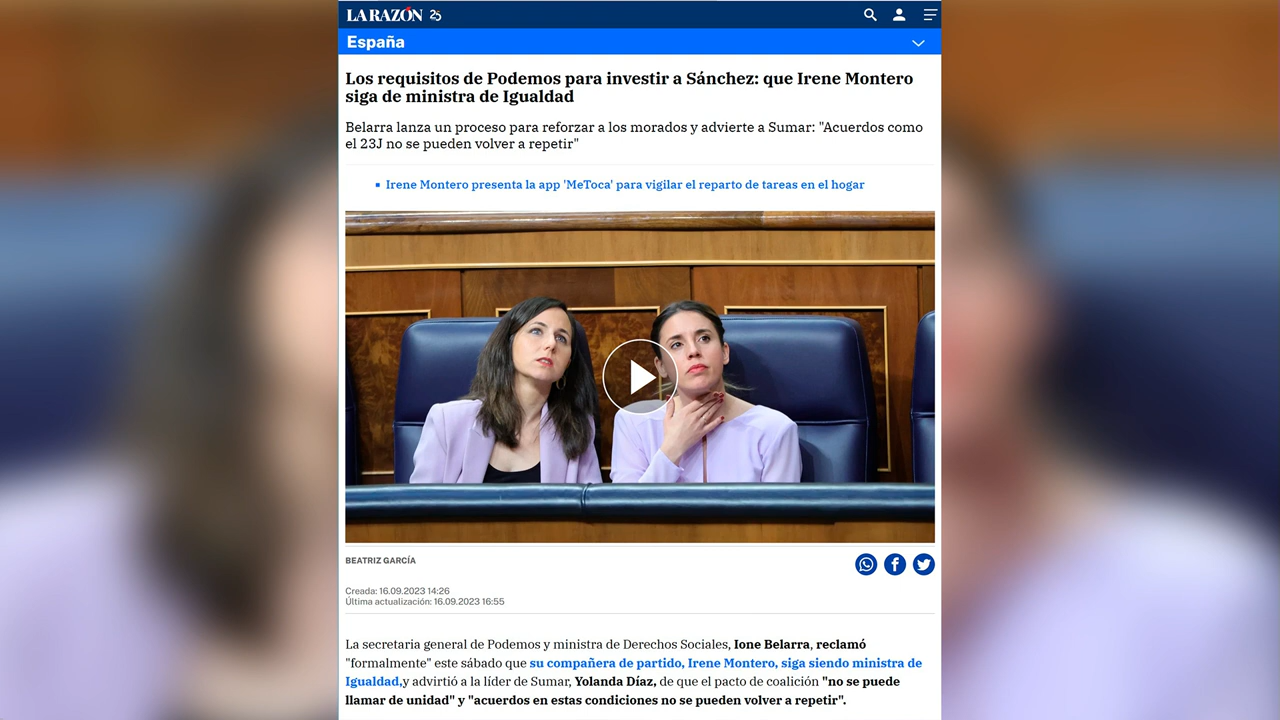 LA RAZÓN 25
España
Los requisitos de Podemos para investir a Sánchez: que Irene Montero
siga de ministra de Igualdad
Belarra lanza un proceso para reforzar a los morados y advierte a Sumar: "Acuerdos como
el 23J no se pueden volver a repetir"
Irene Montero presenta la app 'MeToca' para vigilar el reparto de tareas en el hogar
BEATRIZ GARCÍA
Creada: 16.09.2023 14:26
Última actualización: 16.09.2023 16:55
La secretaria general de Podemos y ministra de Derechos Sociales, Ione Belarra, reclamó
"formalmente" este sábado que su compañera de partido, Irene Montero, siga siendo ministra de
Igualdad,y advirtió a la líder de Sumar, Yolanda Díaz, de que el pacto de coalición "no se puede
llamar de unidad" y "acuerdos en estas condiciones no se pueden volver a repetir".